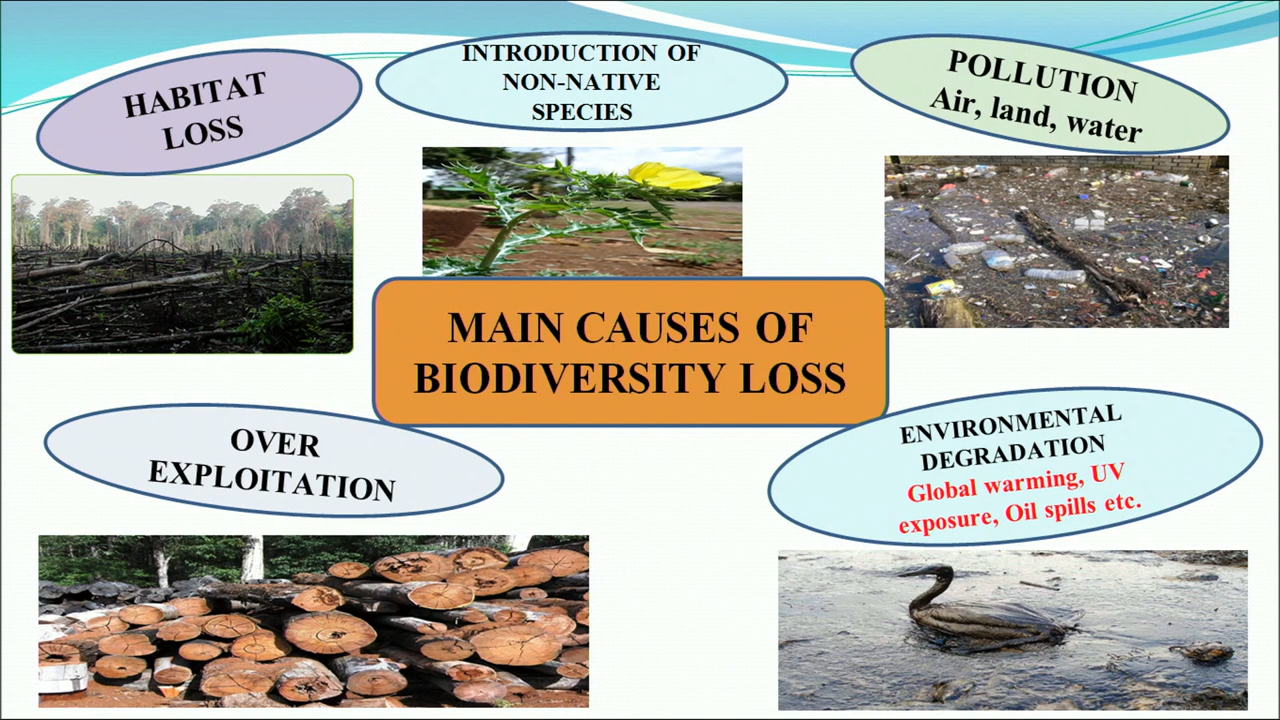 HABITAT
LOSS
INTRODUCTION OF
NON-NATIVE
SPECIES
POLLUTION
Air, land, water
MAIN CAUSES OF
BIODIVERSITY LOSS
OVER
EXPLOITATION
ENVIRONMENTAL
DEGRADATION
Global warming, UV
exposure, Oil spills etc.